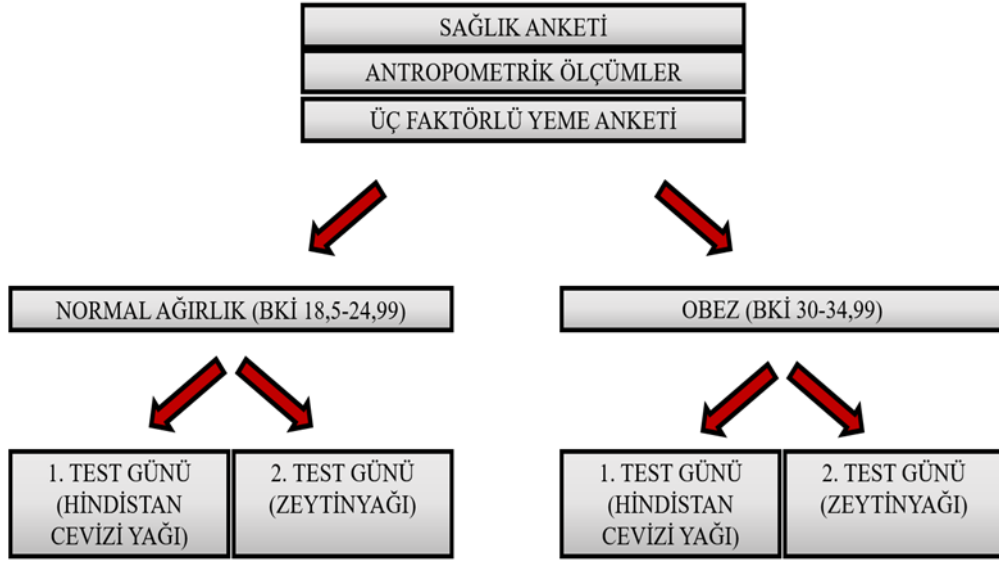 SAĞLIK ANKETİ
ANTROPOMETRİK ÖLÇÜMLER
ÜÇ FAKTÖRLÜ YEME ANKETİ
NORMAL AĞIRLIK (BKİ 18,5-24,99)
OBEZ (BKİ 30-34,99)
1. TEST GÜNÜ
(HİNDİSTAN
CEVİZİ YAĞI)
2. TEST GÜNÜ
(ZEYTİNYAĞI)
1. TEST GÜNÜ
(HİNDİSTAN
CEVİZİ YAĞI)
2. TEST GÜNÜ
(ZEYTİNYAĞI)